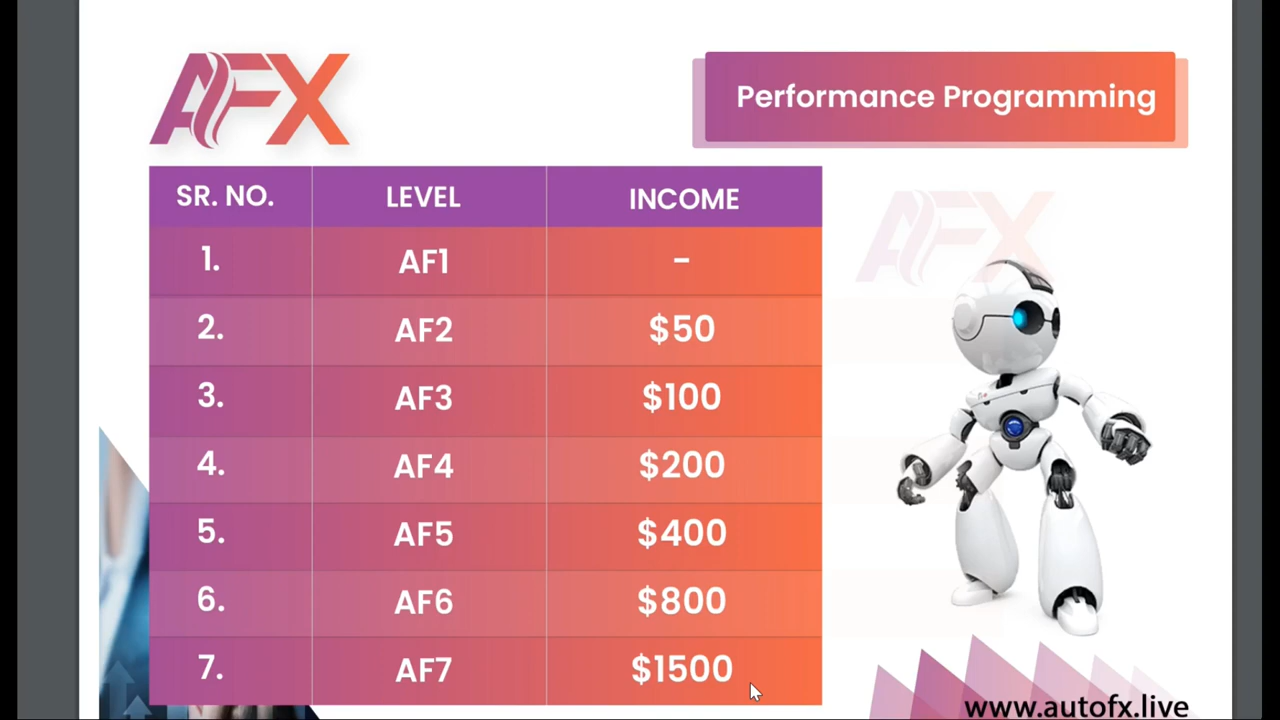 AFX
Performance Programming
SR. NO. LEVEL INCOME
1. AF1 -
2. AF2 $50
3. AF3 $100
4. AF4 $200
5. AF5 $400
6. AF6 $800
7. AF7 $1500
AFX
www.autofx.live